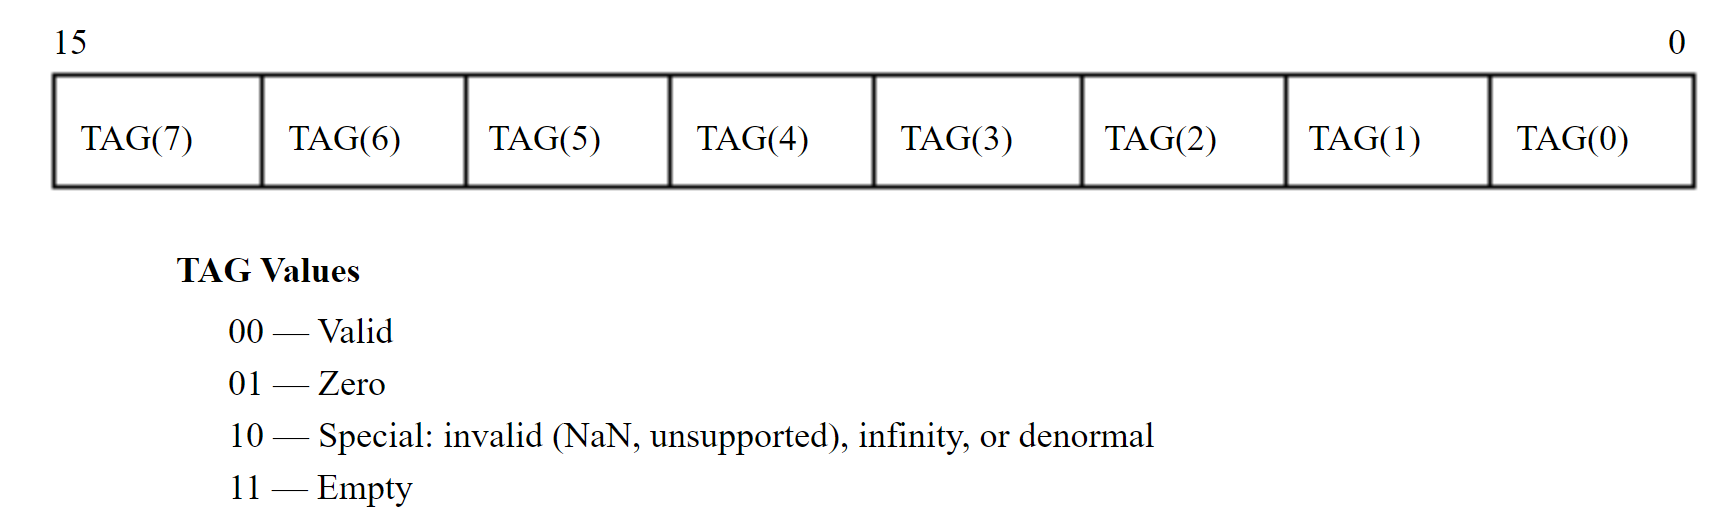 15 0
TAG(7) TAG(6) TAG(5) TAG(4) TAG(3) TAG(2) TAG(1) TAG(0)
TAG Values
00 — Valid
01 — Zero
10 — Special: invalid (NaN, unsupported), infinity, or denormal
11 — Empty